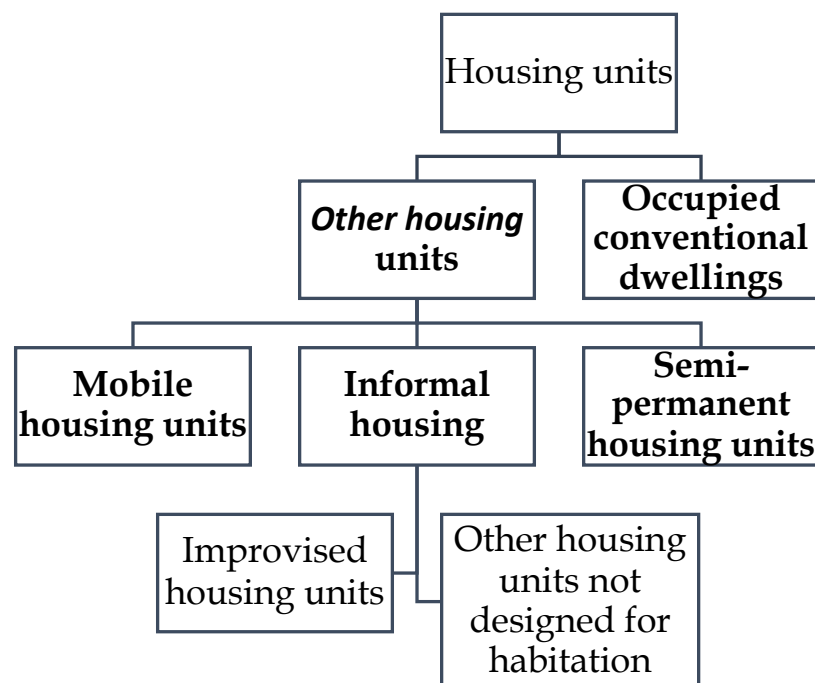 Housing units
Other housing
units
Occupied
conventional
dwellings
Mobile
housing units
Informal
housing
Semi-
permanent
housing units
Improvised
housing units
Other housing
units not
designed for
habitation